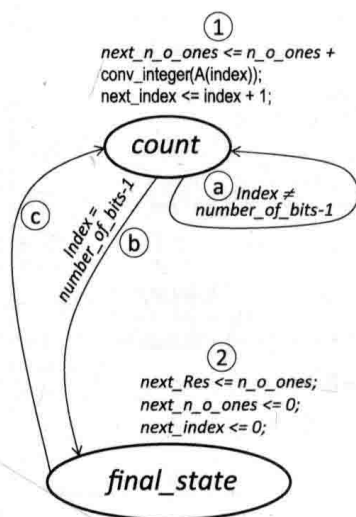 1
next_n_o_ones <= n_o_ones +
conv_integer(A(index));
next_index <= index + 1;
count
a
Index ≠
number_of_bits-1
c
Index =
number_of_bits-1
b
2
next_Res <= n_o_ones;
next_n_o_ones <= 0;
next_index <= 0;
final_state